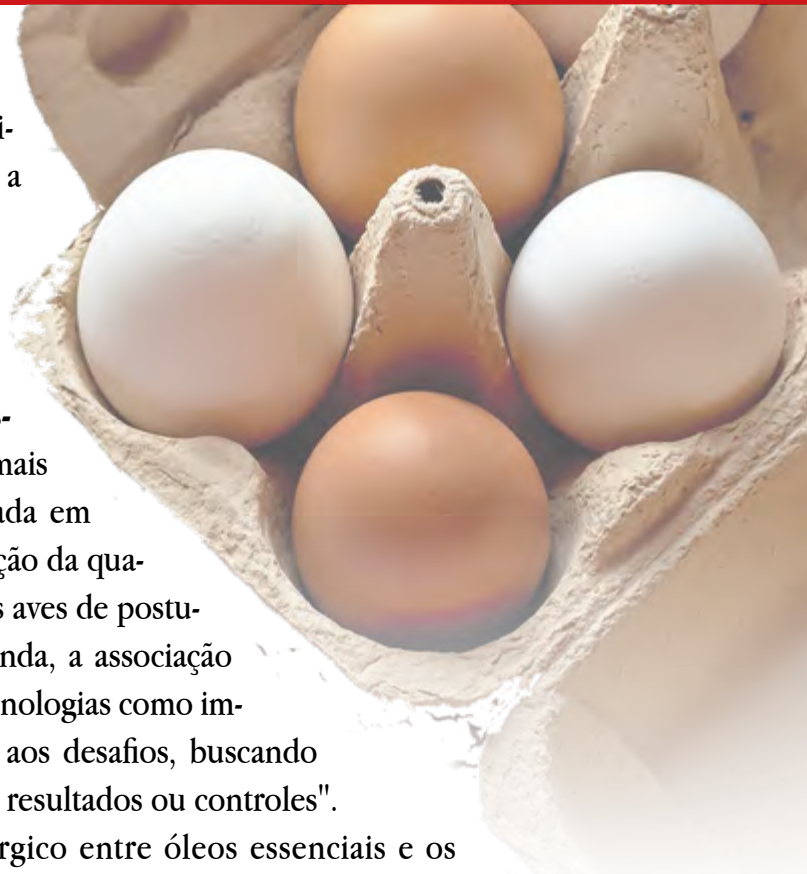 i-
a
-
mais
ada em
ção da qua-
s aves de postu-
nda, a associação
nologias como im-
aos desafios, buscando
resultados ou controles".
rgico entre óleos essenciais e os